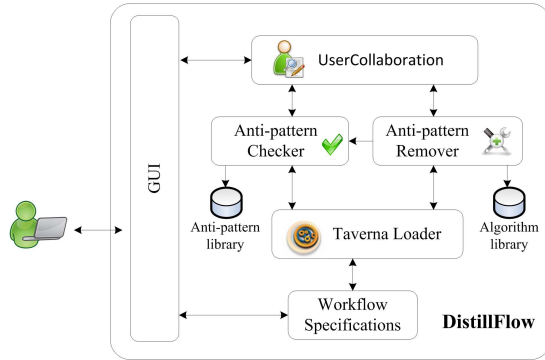 UserCollaboration
GUI
Anti-pattern
Checker
Anti-pattern
Remover
Anti-pattern
library
Algorithm
library
Taverna Loader
Workflow
Specifications
DistillFlow